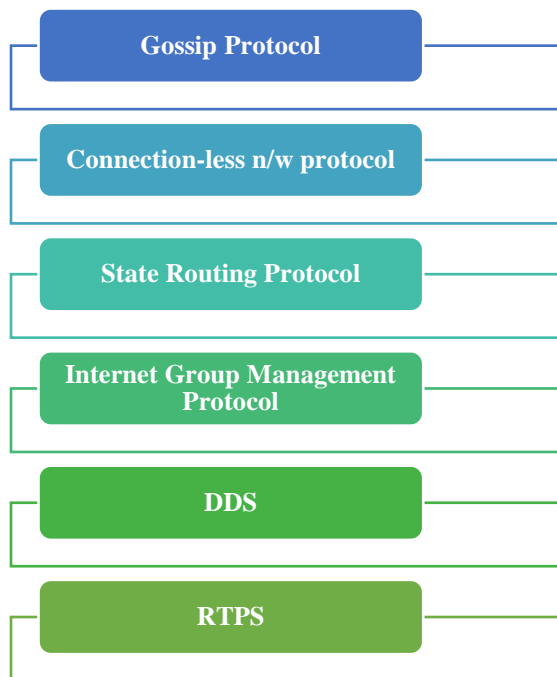 Gossip Protocol
Connection-less n/w protocol
State Routing Protocol
Internet Group Management
Protocol
DDS
RTPS